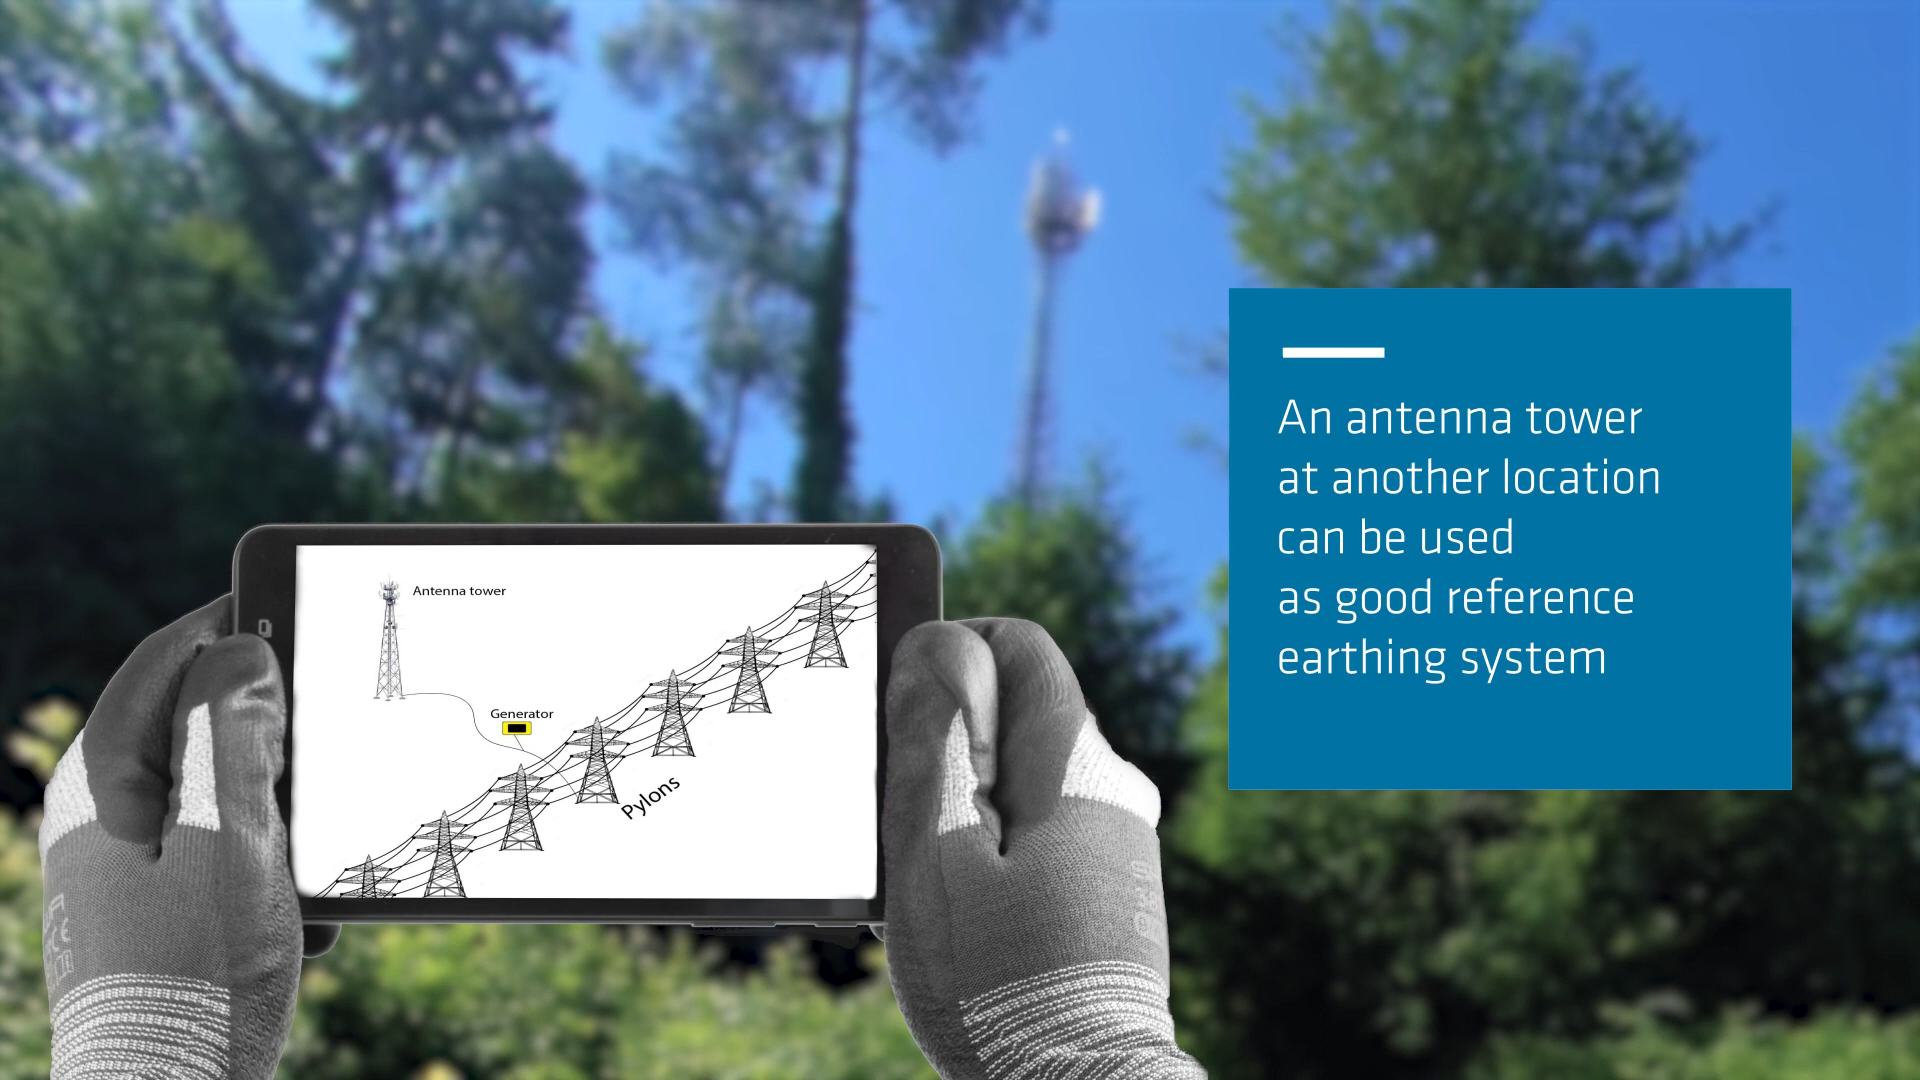 An antenna tower
at another location
can be used
as good reference
earthing system
Antenna tower
Generator
Pylons